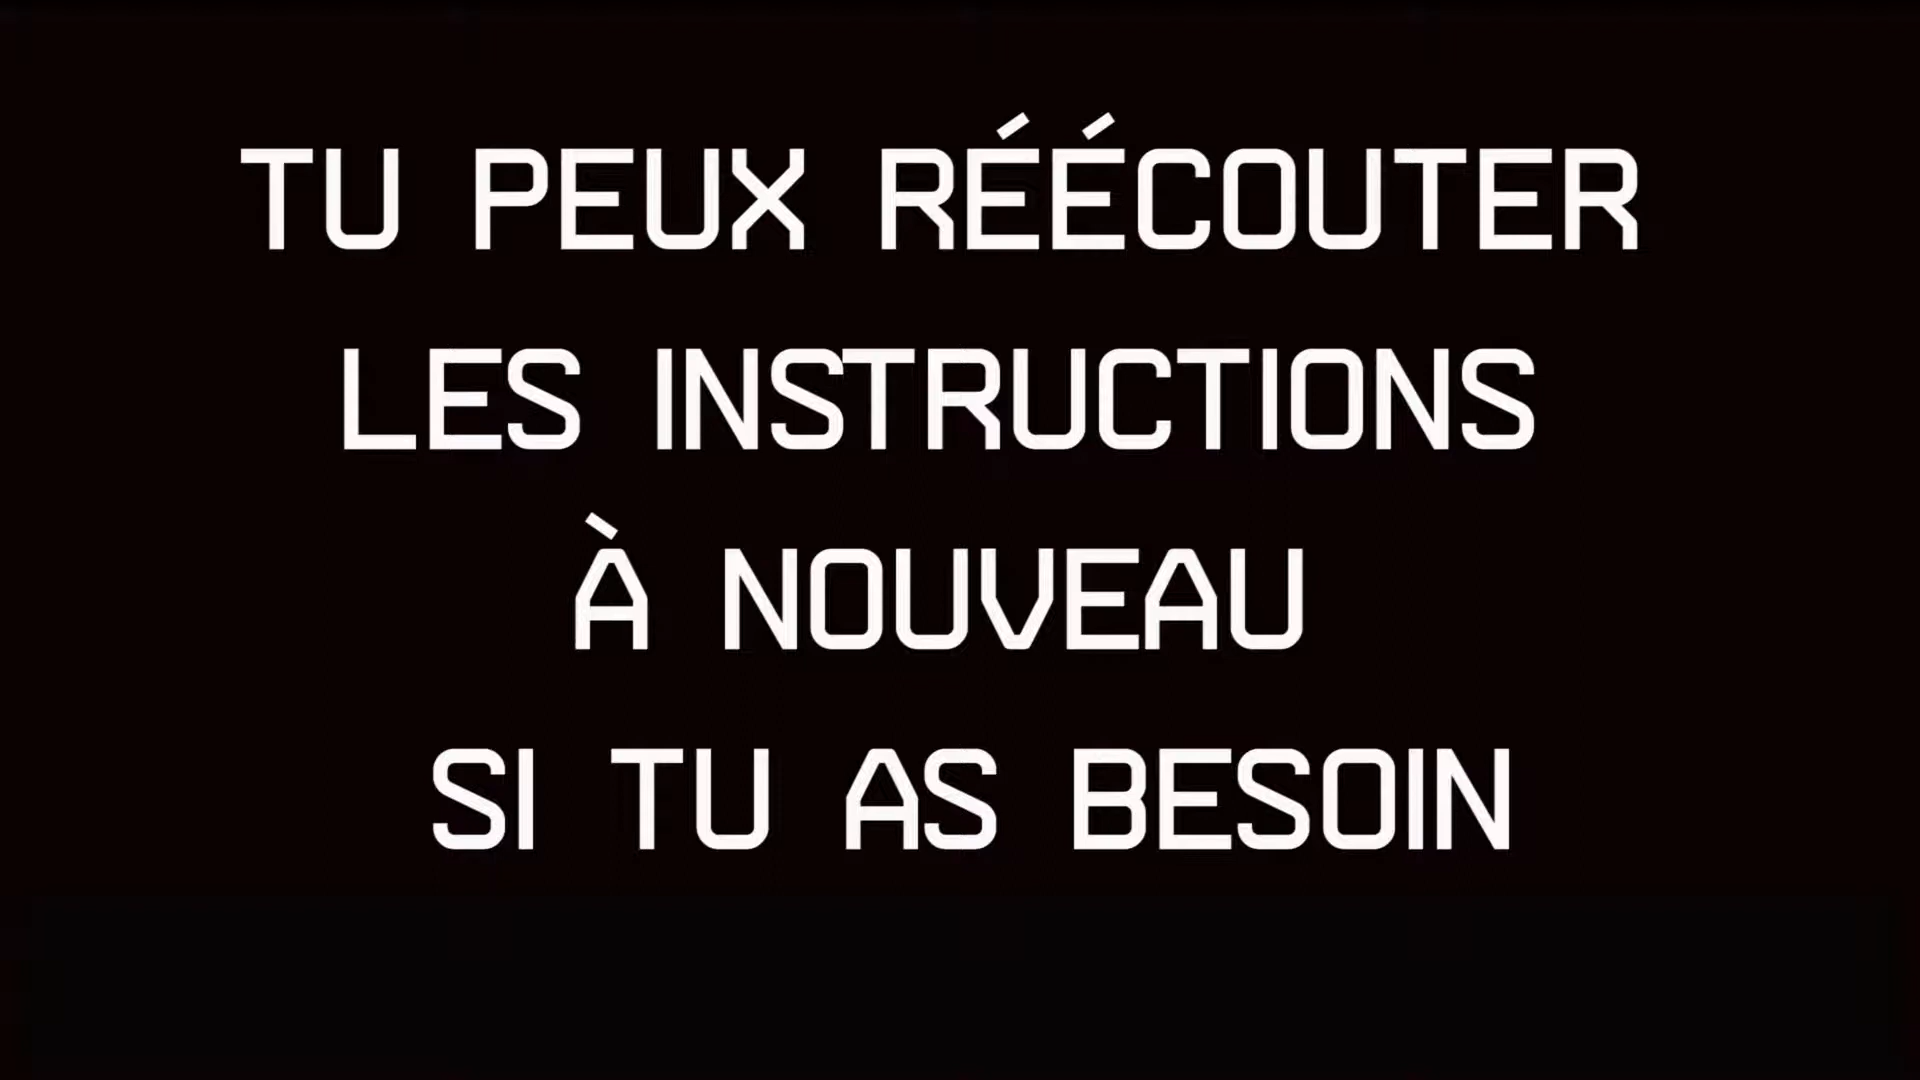 TU PEUX RÉÉCOUTER
LES INSTRUCTIONS
À NOUVEAU
SI TU AS BESOIN